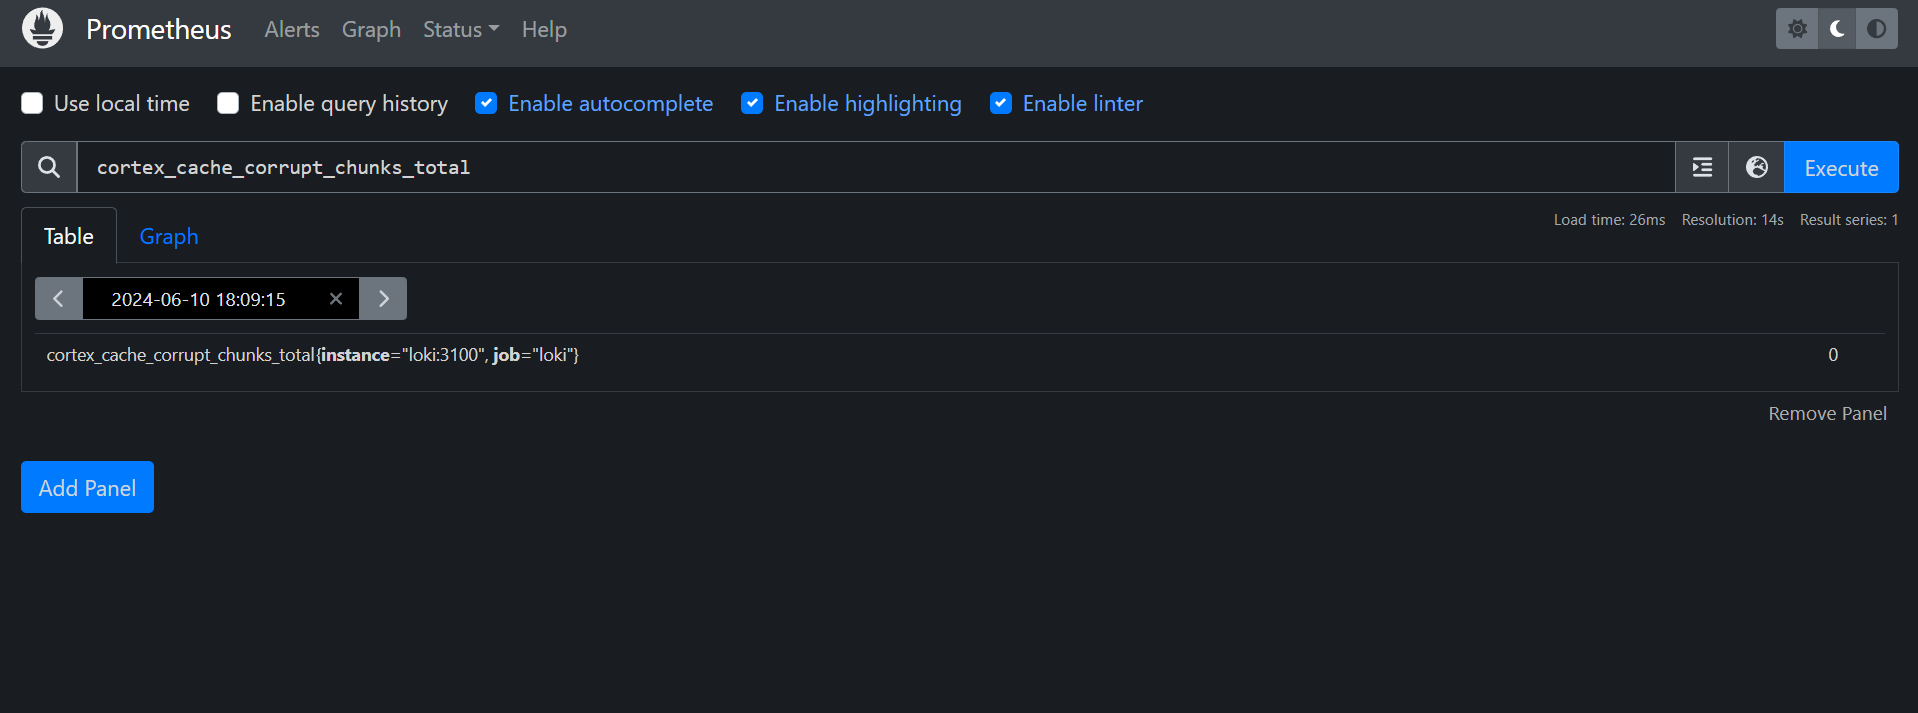 Prometheus Alerts Graph Status Help
Use local time Enable query history Enable autocomplete Enable highlighting Enable linter
cortex_cache_corrupt_chunks_total Execute
Table Graph Load time: 26ms Resolution: 14s Result series: 1
2024-06-10 18:09:15
cortex_cache_corrupt_chunks_total{instance="loki:3100", job="loki"} 0
Remove Panel
Add Panel